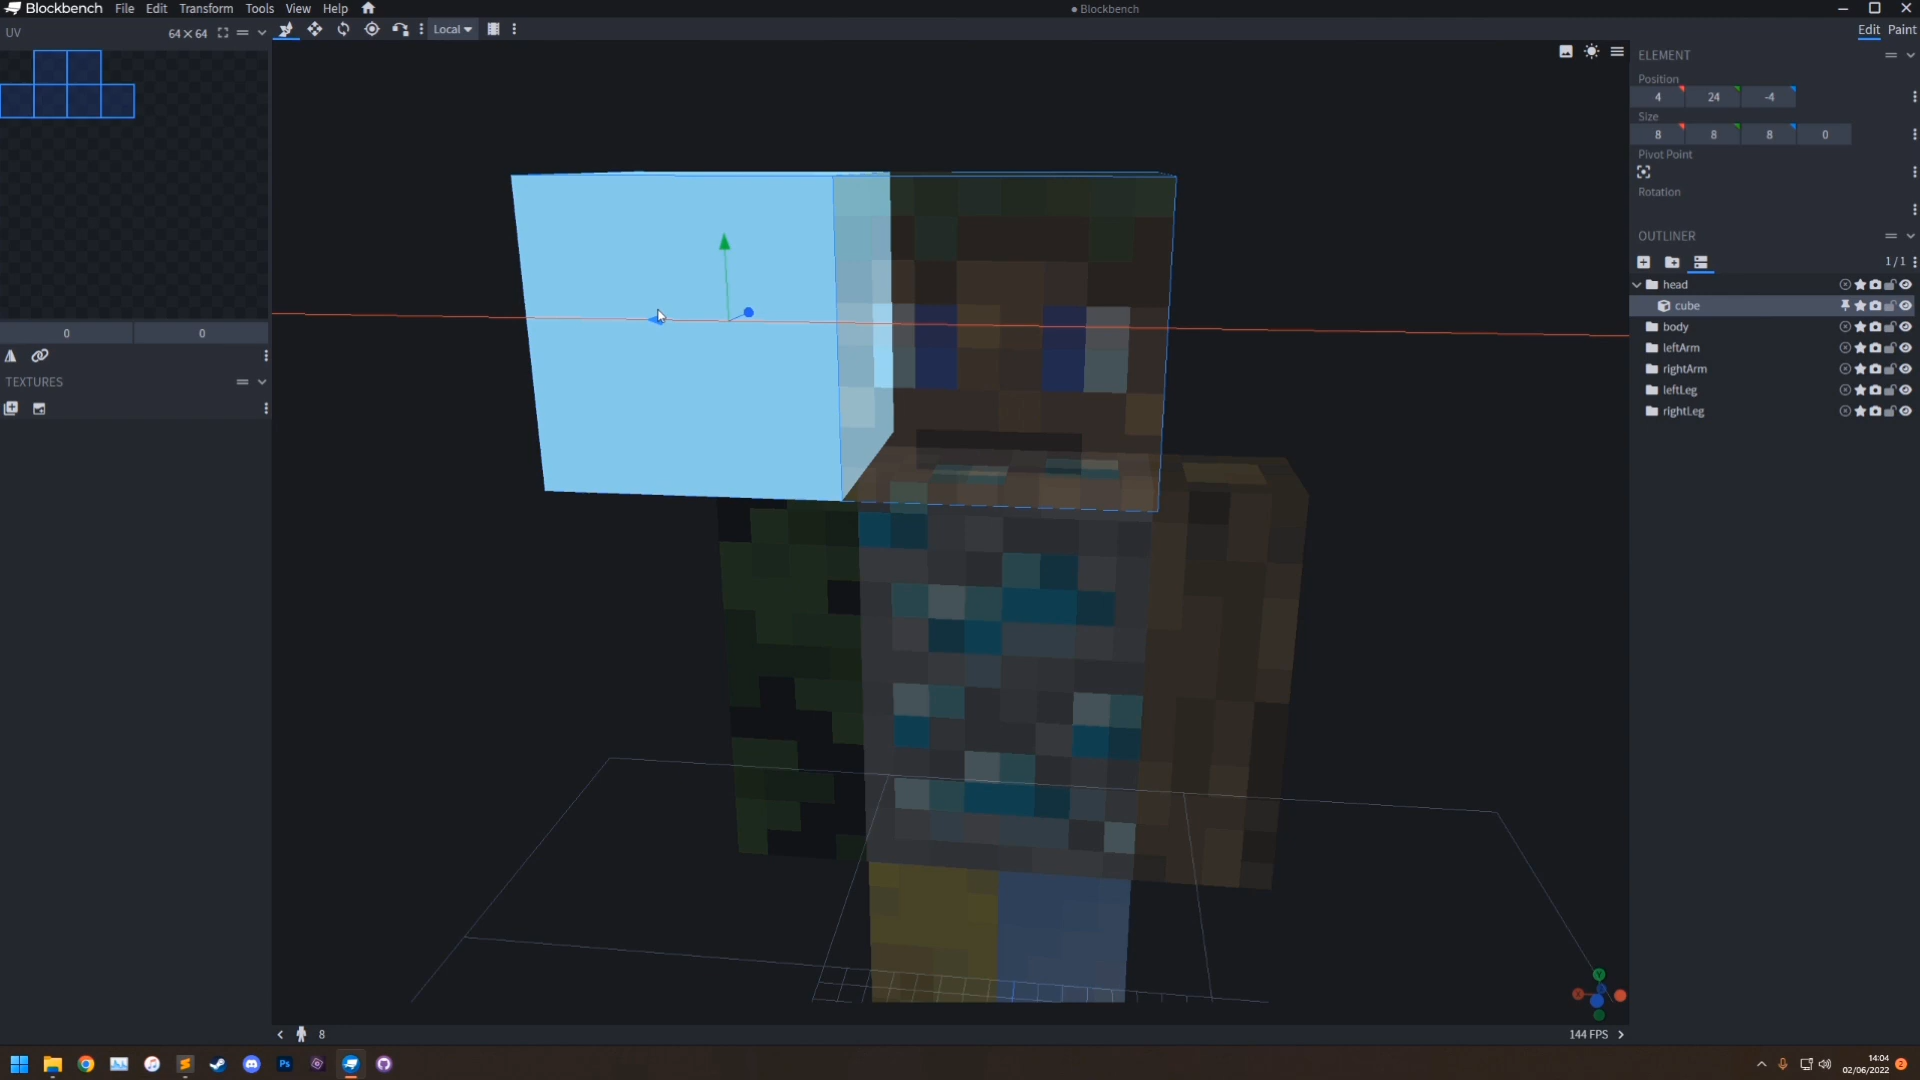 Blockbench File Edit Transform Tools View Help
Blockbench
UV 64×64
Local
Edit Paint
ELEMENT
Position
4 24 -4
Size
8 8 8 0
Pivot Point
Rotation
OUTLINER
1/1
head
cube
body
leftArm
rightArm
leftLeg
rightLeg
0 0
TEXTURES
8
144 FPS
Ps
14:04
02/06/2022
2